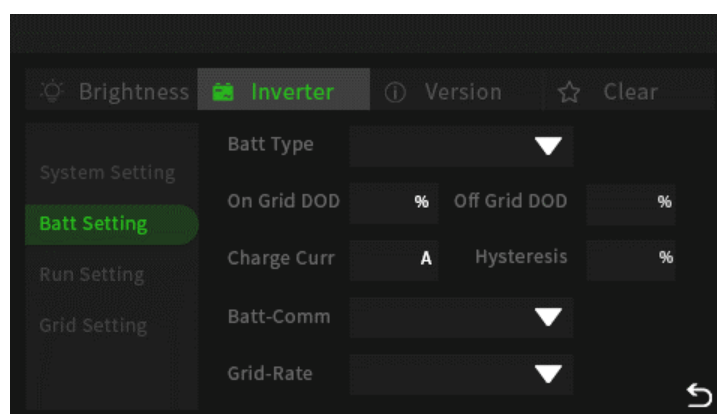 Brightness Inverter Version Clear
System Setting
Batt Setting
Run Setting
Grid Setting
Batt Type
On Grid DOD % Off Grid DOD %
Charge Curr A Hysteresis %
Batt-Comm
Grid-Rate